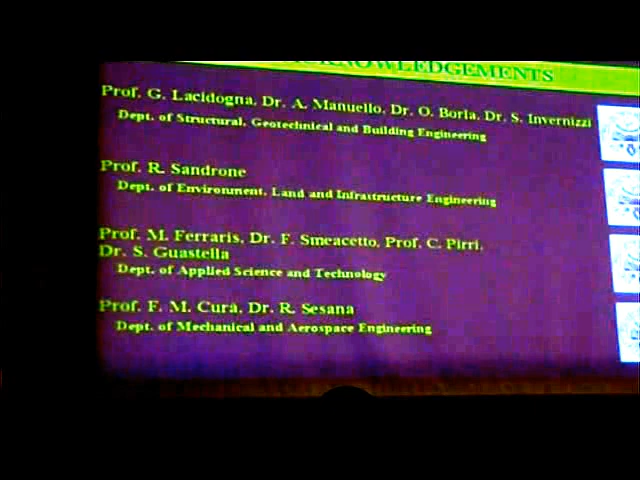 ACKNOWLEDGEMENTS
Prof. G. Lacidogna, Dr. A. Manuello, Dr. O. Borla, Dr. S. Invernizzi
Dept. of Structural, Geotechnical and Building Engineering
Prof. R. Sandrone
Dept. of Environment, Land and Infrastructure Engineering
Prof. M. Ferraris, Dr. F. Smeacetto, Prof. C. Pirri,
Dr. S. Guastella
Dept. of Applied Science and Technology
Prof. F. M. Curà, Dr. R. Sesana
Dept. of Mechanical and Aerospace Engineering